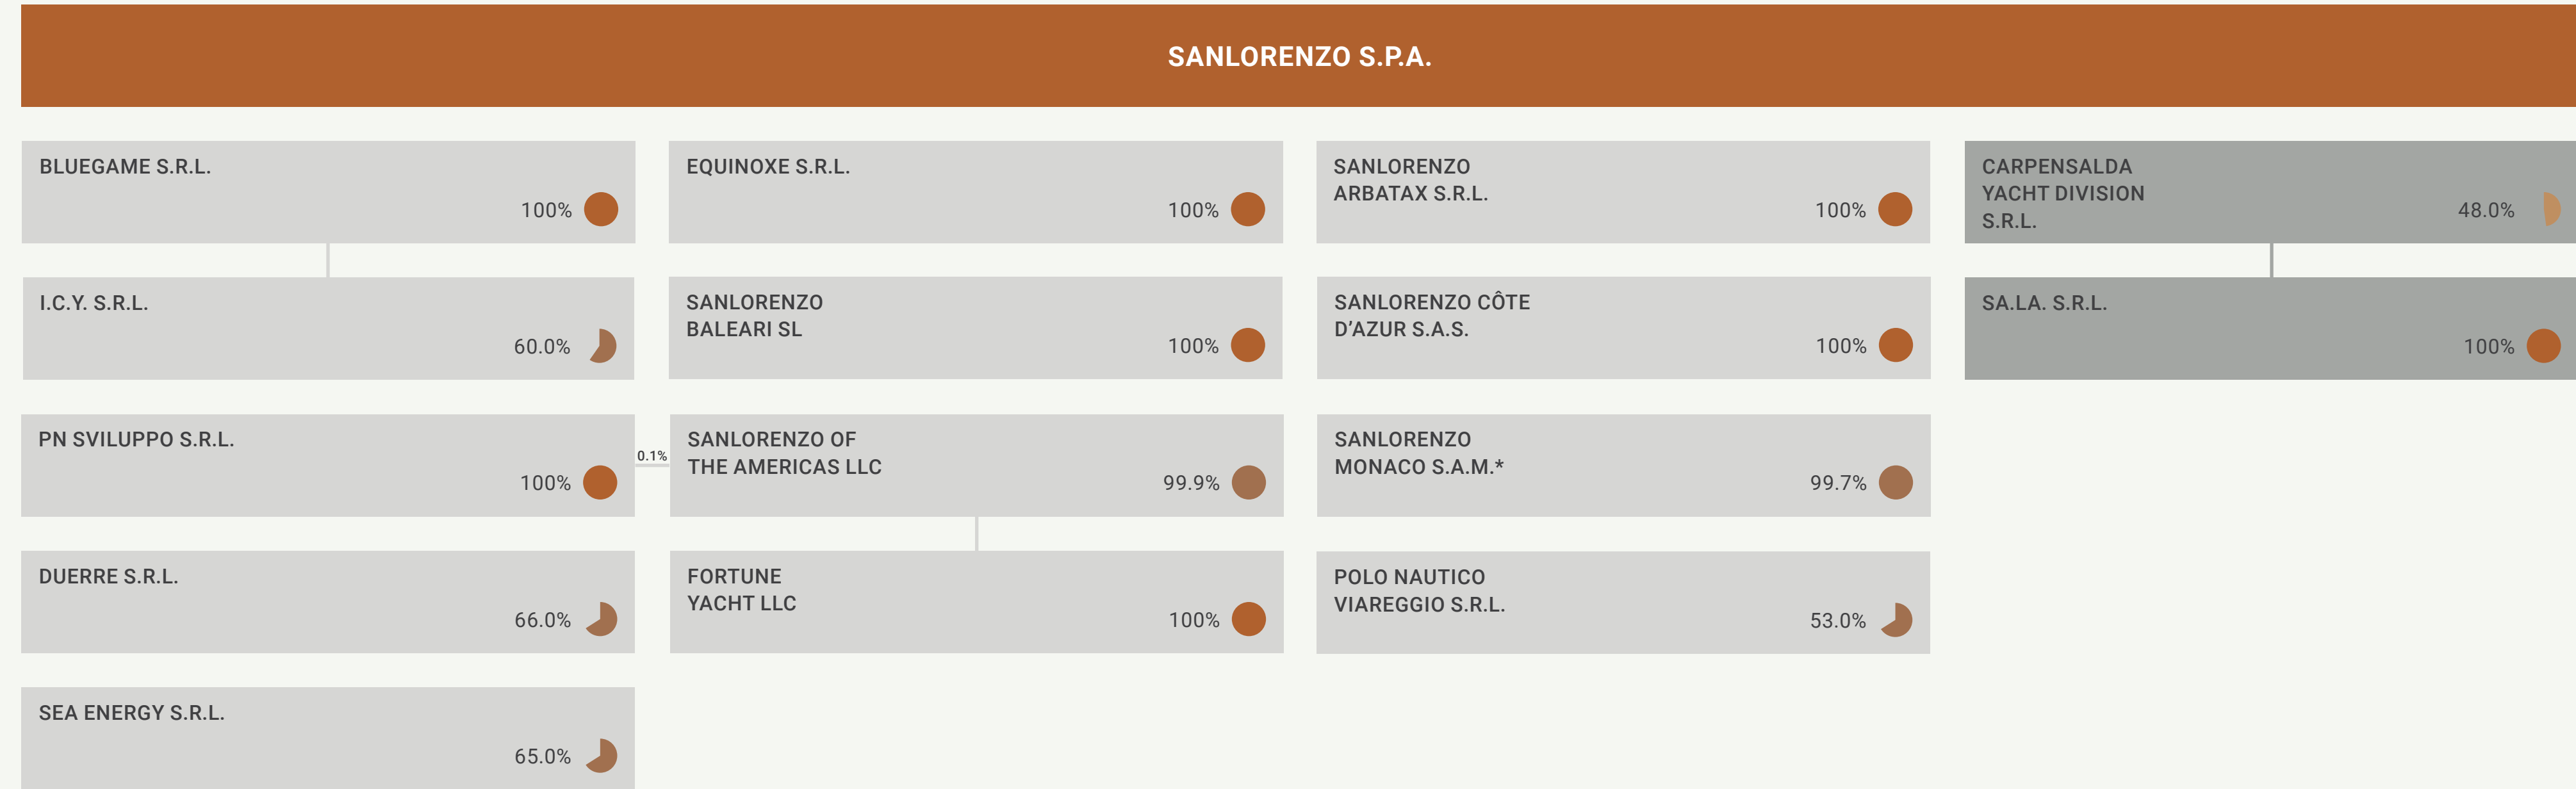 SANLORENZO S.P.A.
BLUEGAME S.R.L.
100%
I.C.Y. S.R.L.
60.0%
PN SVILUPPO S.R.L.
100%
0.1%
DUERRE S.R.L.
66.0%
SEA ENERGY S.R.L.
65.0%
EQUINOXE S.R.L.
100%
SANLORENZO
BALEARI SL
100%
SANLORENZO OF
THE AMERICAS LLC
99.9%
FORTUNE
YACHT LLC
100%
SANLORENZO
ARBATAX S.R.L.
100%
SANLORENZO CÔTE
D’AZUR S.A.S.
100%
SANLORENZO
MONACO S.A.M.*
99.7%
POLO NAUTICO
VIAREGGIO S.R.L.
53.0%
CARPENSALDA
YACHT DIVISION
S.R.L.
48.0%
SA.LA. S.R.L.
100%